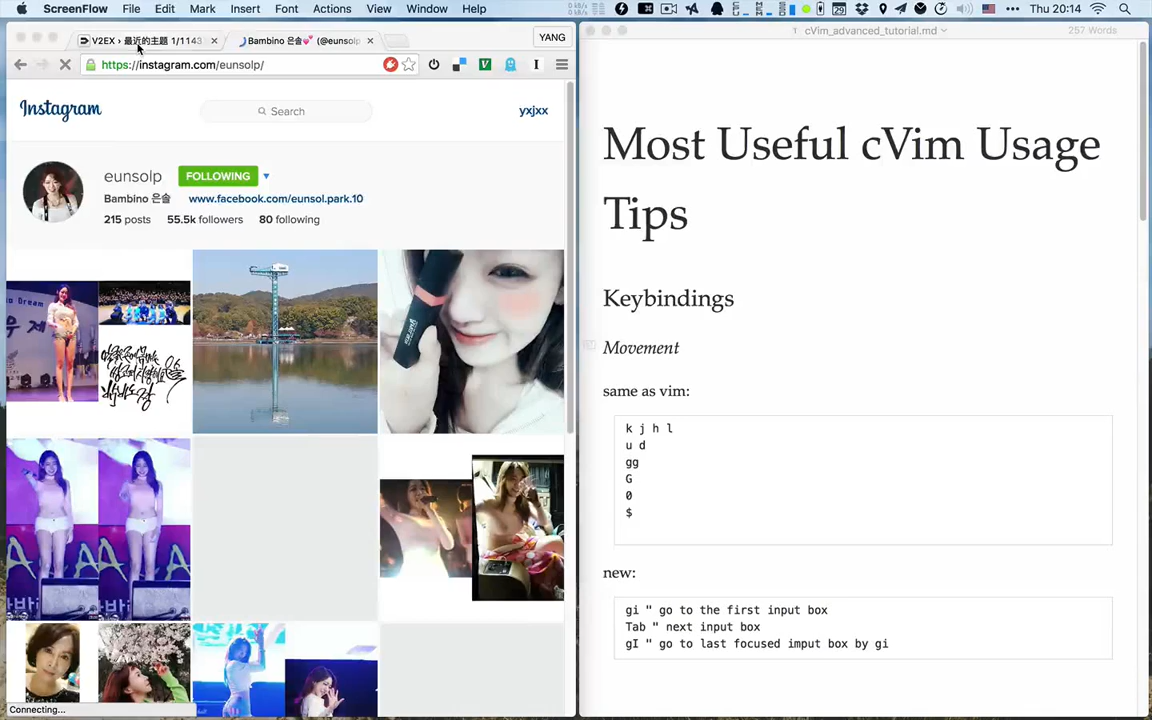 ScreenFlow File Edit Mark Insert Font Actions View Window Help
Thu 20:14
V2EX › 最近的主题 1/1143
Bambino 은솔💕 (@eunsolp
YANG
https://instagram.com/eunsolp/
Instagram
Search
yxjxx
eunsolp
FOLLOWING
Bambino 은솔 www.facebook.com/eunsol.park.10
215 posts 55.5k followers 80 following
Connecting...
cVim_advanced_tutorial.md
257 Words
Most Useful cVim Usage
Tips
Keybindings
Movement
same as vim:
k j h l
u d
gg
G
0
$
new:
gi " go to the first input box
Tab " next input box
gI " go to last focused imput box by gi